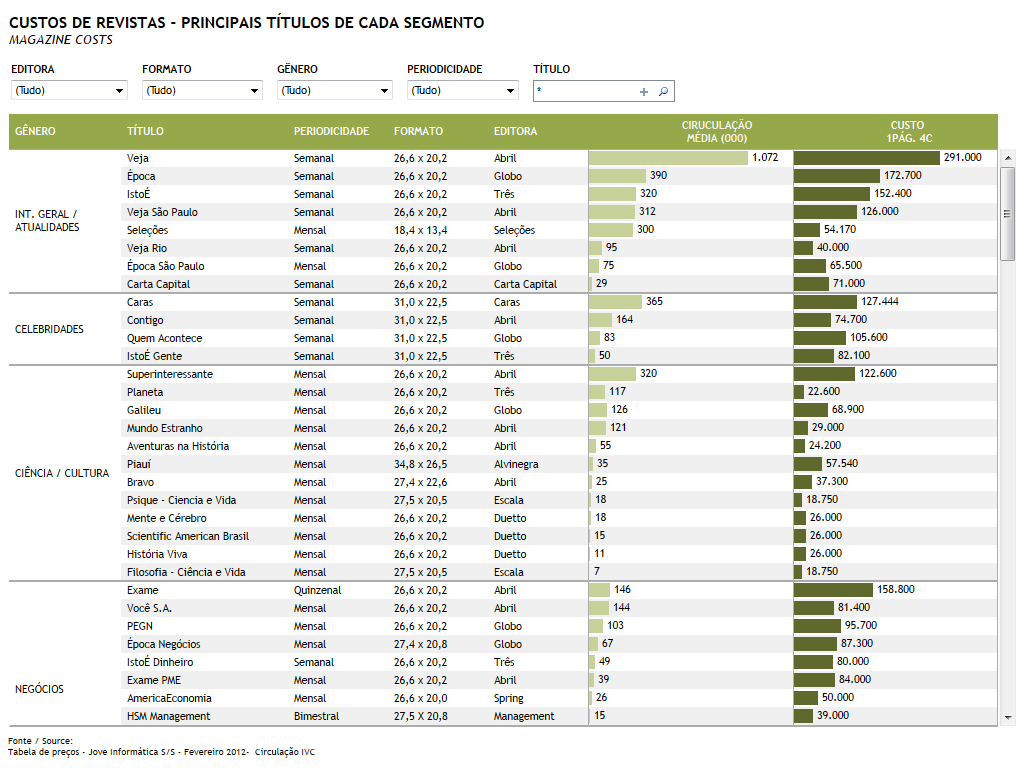 CUSTOS DE REVISTAS - PRINCIPAIS TÍTULOS DE CADA SEGMENTO
MAGAZINE COSTS
EDITORA FORMATO GÊNERO PERIODICIDADE TÍTULO
(Tudo) (Tudo) (Tudo) (Tudo) *
GÊNERO TÍTULO PERIODICIDADE FORMATO EDITORA CIRUCULAÇÃO MÉDIA (000) CUSTO 1PÁG. 4C
INT. GERAL / ATUALIDADES
Veja Semanal 26,6 x 20,2 Abril 1.072 291.000
Época Semanal 26,6 x 20,2 Globo 390 172.700
IstoÉ Semanal 26,6 x 20,2 Três 320 152.400
Veja São Paulo Semanal 26,6 x 20,2 Abril 312 126.000
Seleções Mensal 18,4 x 13,4 Seleções 300 54.170
Veja Rio Semanal 26,6 x 20,2 Abril 95 40.000
Época São Paulo Mensal 26,6 x 20,2 Globo 75 65.500
Carta Capital Semanal 26,6 x 20,2 Carta Capital 29 71.000
CELEBRIDADES
Caras Semanal 31,0 x 22,5 Caras 365 127.444
Contigo Semanal 31,0 x 22,5 Abril 164 74.700
Quem Acontece Semanal 31,0 x 22,5 Globo 83 105.600
IstoÉ Gente Semanal 31,0 x 22,5 Três 50 82.100
CIÊNCIA / CULTURA
Superinteressante Mensal 26,6 x 20,2 Abril 320 122.600
Planeta Mensal 26,6 x 20,2 Três 117 22.600
Galileu Mensal 26,6 x 20,2 Globo 126 68.900
Mundo Estranho Mensal 26,6 x 20,2 Abril 121 29.000
Aventuras na História Mensal 26,6 x 20,2 Abril 55 24.200
Piauí Mensal 34,8 x 26,5 Alvinegra 35 57.540
Bravo Mensal 27,4 x 22,6 Abril 25 37.300
Psique - Ciencia e Vida Mensal 27,5 x 20,5 Escala 18 18.750
Mente e Cérebro Mensal 26,6 x 20,2 Duetto 18 26.000
Scientific American Brasil Mensal 26,6 x 20,2 Duetto 15 26.000
História Viva Mensal 26,6 x 20,2 Duetto 11 26.000
Filosofia - Ciência e Vida Mensal 27,5 x 20,5 Escala 7 18.750
NEGÓCIOS
Exame Quinzenal 26,6 x 20,2 Abril 146 158.800
Você S.A. Mensal 26,6 x 20,2 Abril 144 81.400
PEGN Mensal 26,6 x 20,2 Globo 103 95.700
Época Negócios Mensal 27,4 x 20,8 Globo 67 87.300
IstoÉ Dinheiro Semanal 26,6 x 20,2 Três 49 80.000
Exame PME Mensal 26,6 x 20,2 Abril 39 84.000
AmericaEconomia Mensal 26,6 x 20,0 Spring 26 50.000
HSM Management Bimestral 27,5 X 20,8 Management 15 39.000
Fonte / Source:
Tabela de preços - Jove Informática S/S - Fevereiro 2012- Circulação IVC